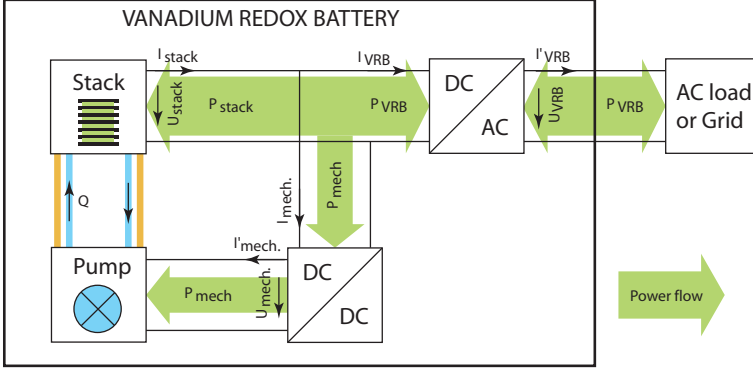 VANADIUM REDOX BATTERY
I stack
I VRB
I'VRB
Stack
U stack
P stack
P VRB
DC
AC
U VRB
P VRB
AC load
or Grid
Q
I mech.
P mech
I'mech.
Pump
P mech
U mech.
DC
DC
Power flow